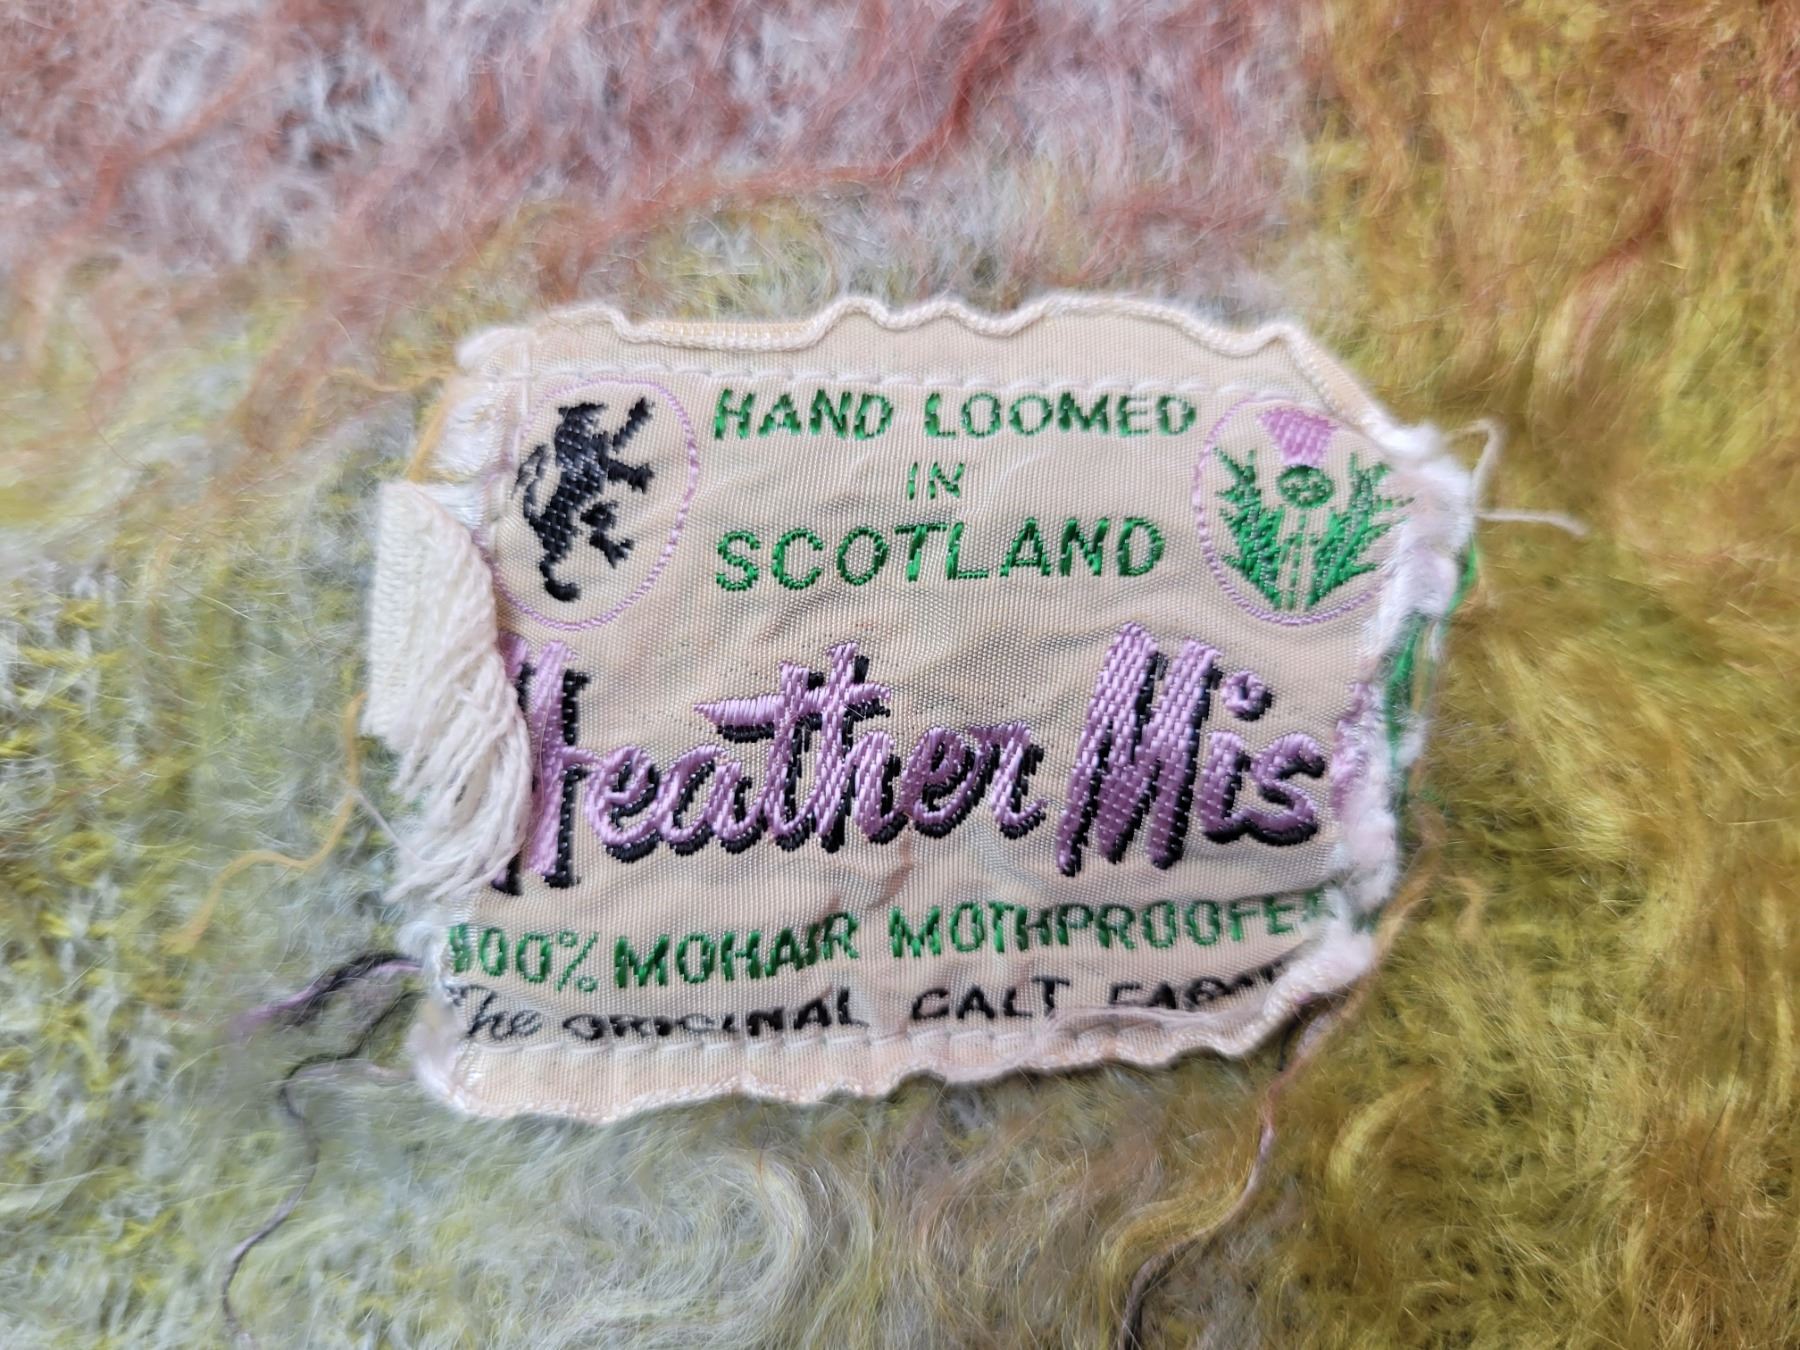 HAND LOOMED
IN
SCOTLAND
Heather Mis
100% MOHAIR MOTHPROOFE
The ORIGINAL